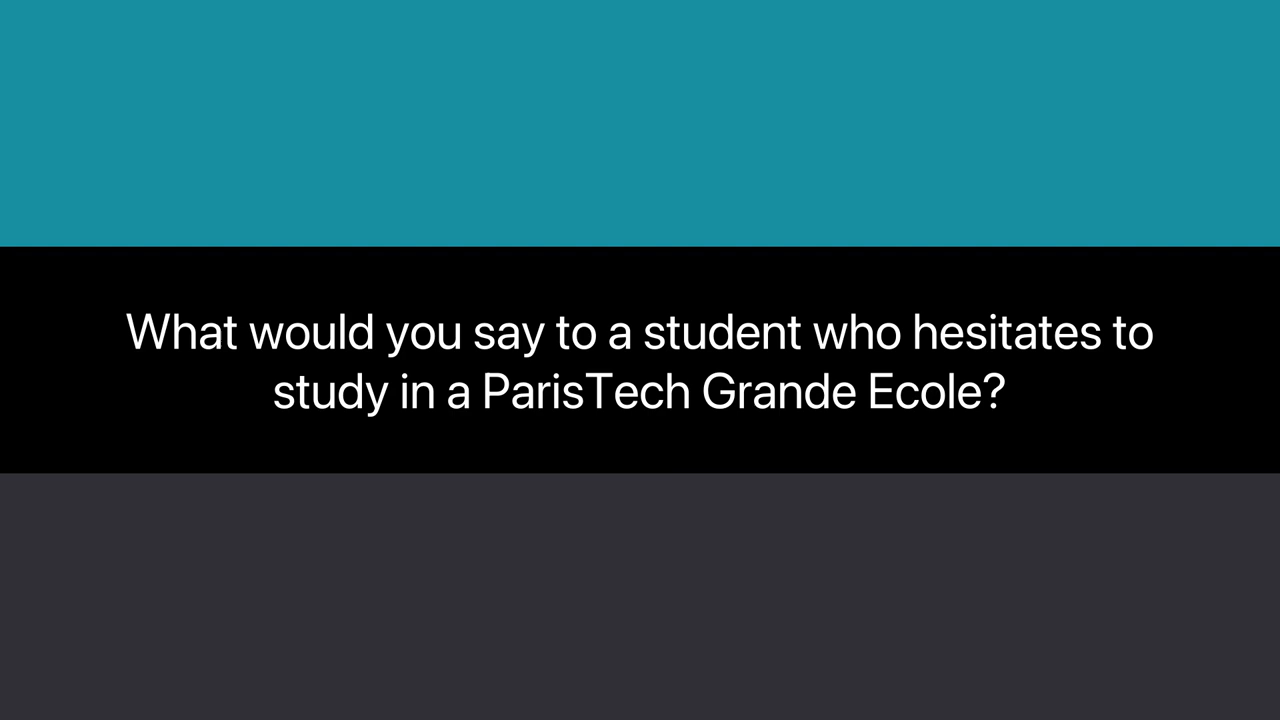 What would you say to a student who hesitates to
study in a ParisTech Grande Ecole?